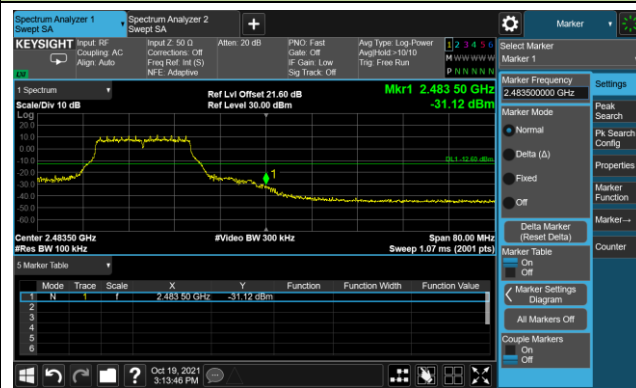 Spectrum Analyzer 1
Swept SA
Spectrum Analyzer 2
Swept SA
Marker
KEYSIGHT
Input: RF
Coupling: AC
Align: Auto
Input Z: 50 Ω
Corrections: Off
Freq Ref: Int (S)
NFE: Adaptive
Atten: 20 dB
PNO: Fast
Gate: Off
IF Gain: Low
Sig Track: Off
Avg Type: Log-Power
Avg|Hold:>10/10
Trig: Free Run
1 2 3 4 5 6
M W W W W W
P N N N N N
LXI
Select Marker
Marker 1
Marker Frequency
2.483500000 GHz
Settings
Peak
Search
Pk Search
Config
Properties
Marker
Function
Marker→
Counter
Marker Mode
Normal
Delta (Δ)
Fixed
Off
Delta Marker
(Reset Delta)
Marker Table
On
Off
Marker Settings
Diagram
All Markers Off
Couple Markers
On
Off
1 Spectrum
Scale/Div 10 dB
Log
Ref Lvl Offset 21.60 dB
Ref Level 30.00 dBm
Mkr1 2.483 50 GHz
-31.12 dBm
20.0
10.0
0.00
-10.0
-20.0
-30.0
-40.0
-50.0
-60.0
DL1 -12.60 dBm
1
Center 2.48350 GHz
#Res BW 100 kHz
#Video BW 300 kHz
Span 80.00 MHz
Sweep 1.07 ms (2001 pts)
5 Marker Table
Mode Trace Scale X Y Function Function Width Function Value
1 N 1 f 2.483 50 GHz -31.12 dBm
2
3
4
5
6
Oct 19, 2021
3:13:46 PM